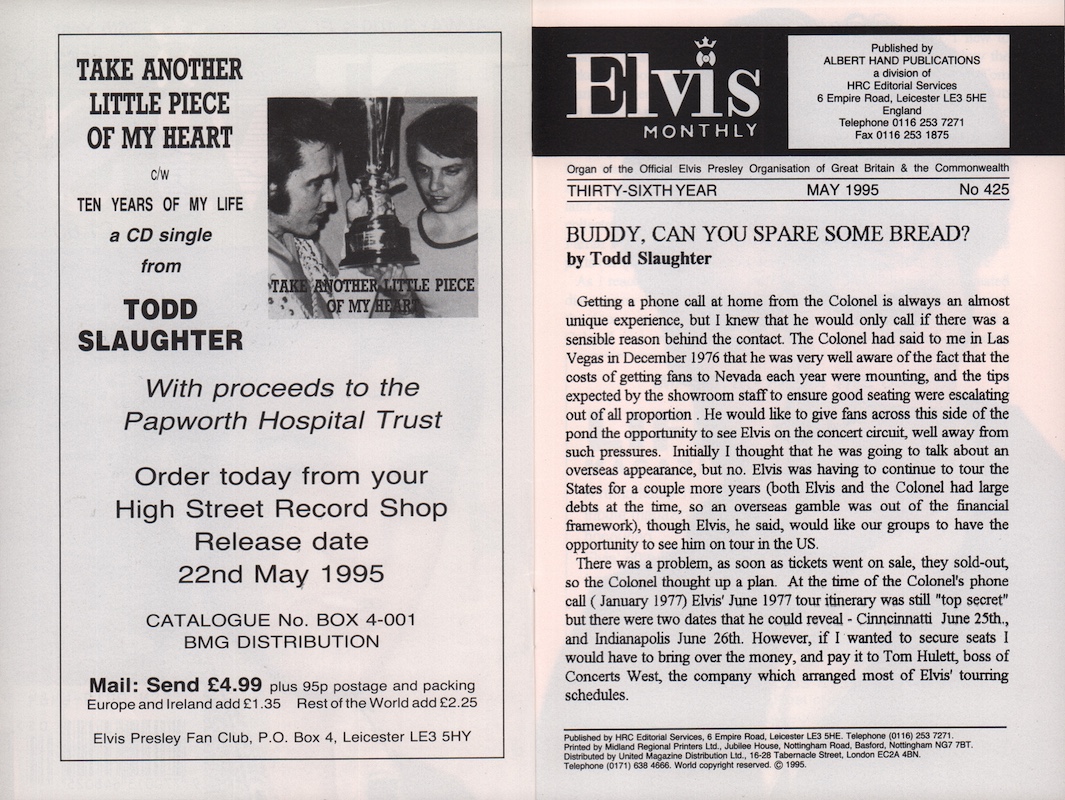 TAKE ANOTHER
LITTLE PIECE
OF MY HEART
c/w
TEN YEARS OF MY LIFE
a CD single
from
TODD
SLAUGHTER
TAKE ANOTHER LITTLE PIECE
OF MY HEART
With proceeds to the
Papworth Hospital Trust
Order today from your
High Street Record Shop
Release date
22nd May 1995
CATALOGUE No. BOX 4-001
BMG DISTRIBUTION
Mail: Send £4.99 plus 95p postage and packing
Europe and Ireland add £1.35 Rest of the World add £2.25
Elvis Presley Fan Club, P.O. Box 4, Leicester LE3 5HY
Elvis
MONTHLY
Published by
ALBERT HAND PUBLICATIONS
a division of
HRC Editorial Services
6 Empire Road, Leicester LE3 5HE
England
Telephone 0116 253 7271
Fax 0116 253 1875
Organ of the Official Elvis Presley Organisation of Great Britain & the Commonwealth
THIRTY-SIXTH YEAR MAY 1995 No 425
BUDDY, CAN YOU SPARE SOME BREAD?
by Todd Slaughter
Getting a phone call at home from the Colonel is always an almost
unique experience, but I knew that he would only call if there was a
sensible reason behind the contact. The Colonel had said to me in Las
Vegas in December 1976 that he was very well aware of the fact that the
costs of getting fans to Nevada each year were mounting, and the tips
expected by the showroom staff to ensure good seating were escalating
out of all proportion . He would like to give fans across this side of the
pond the opportunity to see Elvis on the concert circuit, well away from
such pressures. Initially I thought that he was going to talk about an
overseas appearance, but no. Elvis was having to continue to tour the
States for a couple more years (both Elvis and the Colonel had large
debts at the time, so an overseas gamble was out of the financial
framework), though Elvis, he said, would like our groups to have the
opportunity to see him on tour in the US.
There was a problem, as soon as tickets went on sale, they sold-out,
so the Colonel thought up a plan. At the time of the Colonel's phone
call ( January 1977) Elvis' June 1977 tour itinerary was still "top secret"
but there were two dates that he could reveal - Cinncinnatti June 25th.,
and Indianapolis June 26th. However, if I wanted to secure seats I
would have to bring over the money, and pay it to Tom Hulett, boss of
Concerts West, the company which arranged most of Elvis' touring
schedules.
Published by HRC Editorial Services, 6 Empire Road, Leicester LE3 5HE. Telephone (0116) 253 7271.
Printed by Midland Regional Printers Ltd., Jubilee House, Nottingham Road, Basford, Nottingham NG7 7BT.
Distributed by United Magazine Distribution Ltd., 16-28 Tabernacle Street, London EC2A 4BN.
Telephone (0171) 638 4666. World copyright reserved. © 1995.